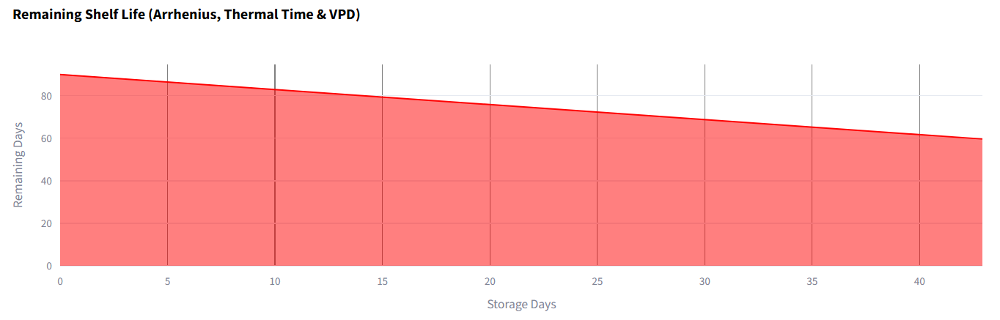 Remaining Shelf Life (Arrhenius, Thermal Time & VPD)
Remaining Days
80
60
40
20
0
0 5 10 15 20 25 30 35 40
Storage Days